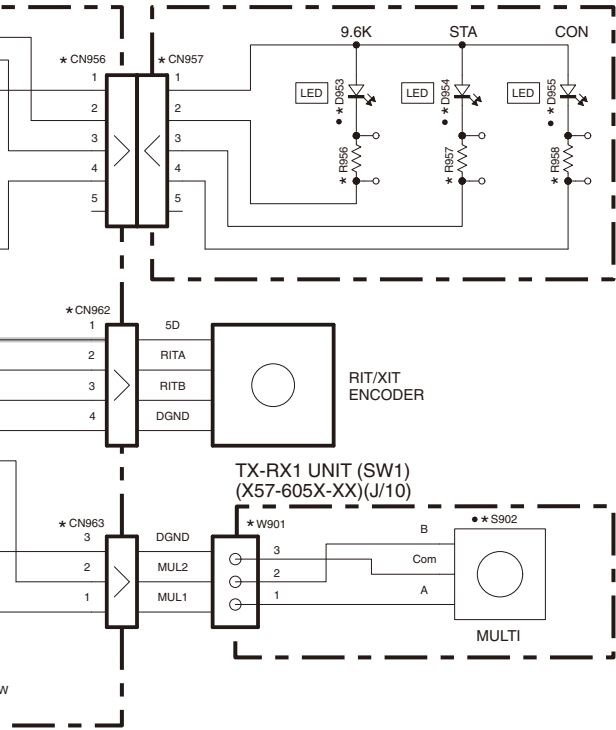 9.6K STA CON
* CN956 * CN957
1 1
2 2
3 3
4 4
5 5
LED * D953
LED * D954
LED * D955
* R956
* R957
* R958
* CN962
1 5D
2 RITA
3 RITB
4 DGND
RIT/XIT
ENCODER
TX-RX1 UNIT (SW1)
(X57-605X-XX)(J/10)
* CN963
3 DGND
2 MUL2
1 MUL1
* W901
3
2
1
* S902
B
Com
A
MULTI
W